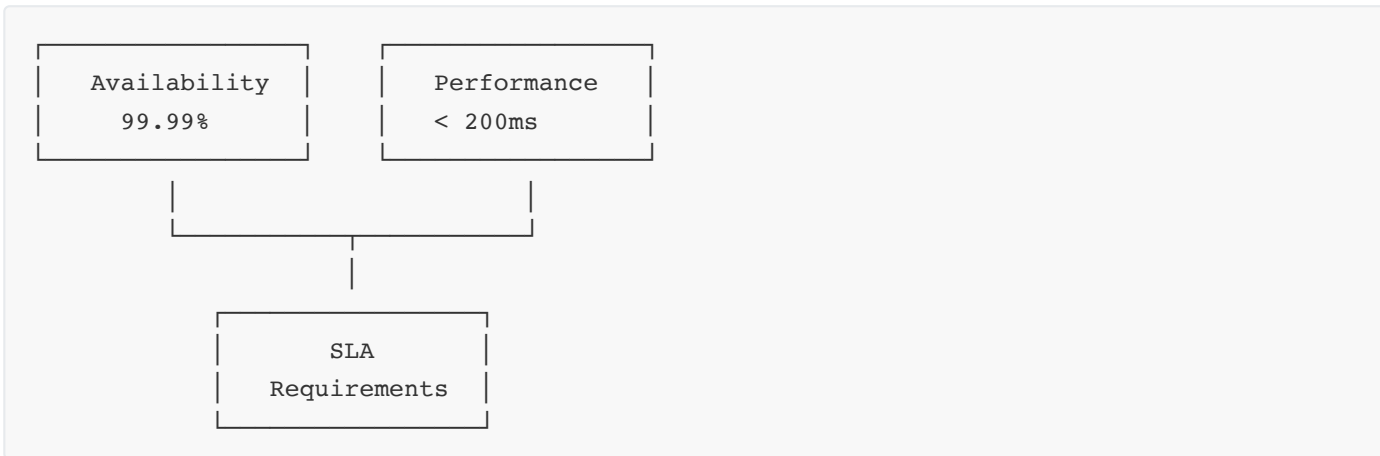 Availability
99.99%
Performance
< 200ms
SLA
Requirements